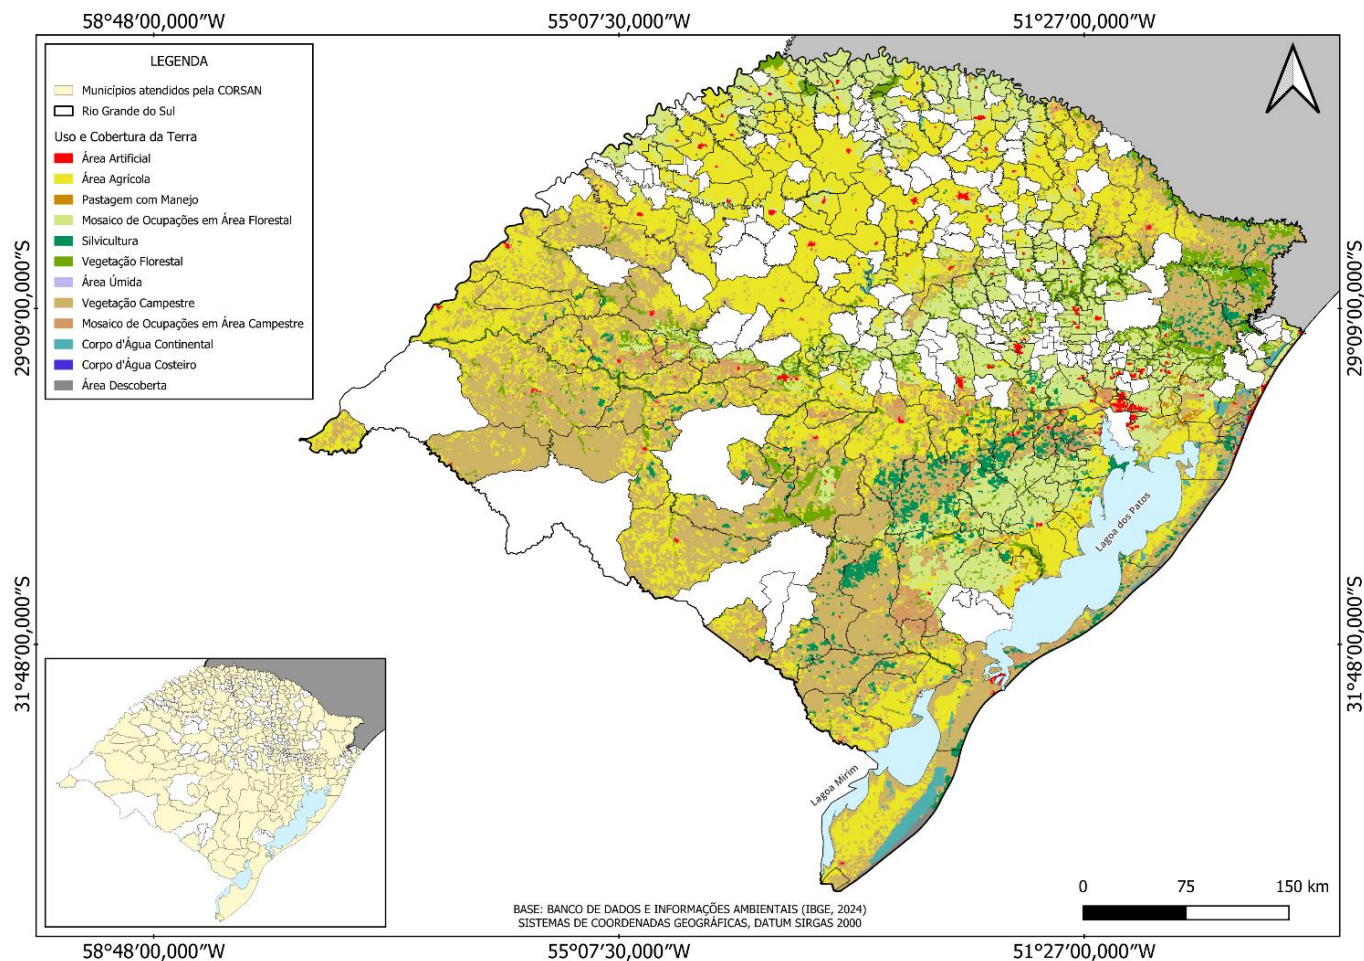 58°48′00,000″W
55°07′30,000″W
51°27′00,000″W
LEGENDA
Municípios atendidos pela CORSAN
Rio Grande do Sul
Uso e Cobertura da Terra
Área Artificial
Área Agrícola
Pastagem com Manejo
Mosaico de Ocupações em Área Florestal
Silvicultura
Vegetação Florestal
Área Úmida
Vegetação Campestre
Mosaico de Ocupações em Área Campestre
Corpo d'Água Continental
Corpo d'Água Costeiro
Área Descoberta
29°09′00,000″S
29°09′00,000″S
Lagoa dos Patos
31°48′00,000″S
31°48′00,000″S
Lagoa Mirim
0 75 150 km
BASE: BANCO DE DADOS E INFORMAÇÕES AMBIENTAIS (IBGE, 2024)
SISTEMAS DE COORDENADAS GEOGRÁFICAS, DATUM SIRGAS 2000
58°48′00,000″W
55°07′30,000″W
51°27′00,000″W